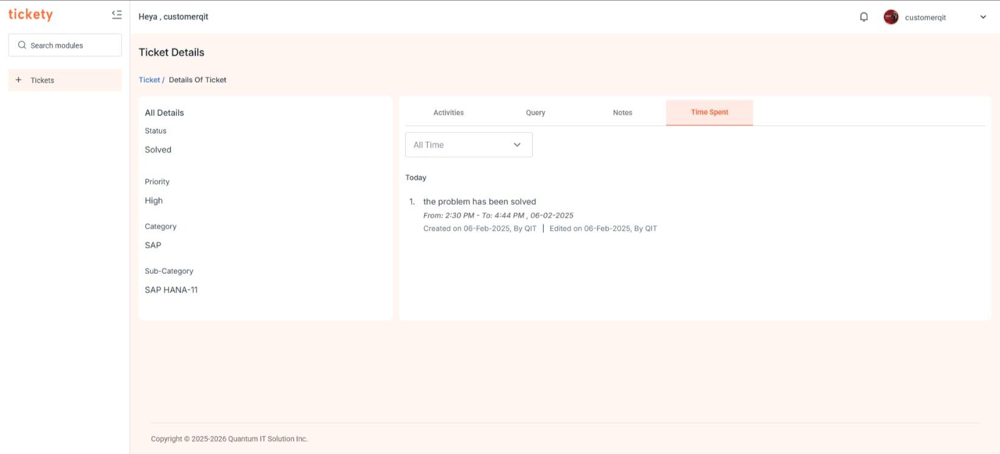 tickety
Heya , customerqit
customerqit
Search modules
Tickets
Ticket Details
Ticket / Details Of Ticket
All Details
Status
Solved
Priority
High
Category
SAP
Sub-Category
SAP HANA-11
Activities Query Notes Time Spent
All Time
Today
1. the problem has been solved
From: 2:30 PM - To: 4:44 PM , 06-02-2025
Created on 06-Feb-2025, By QIT | Edited on 06-Feb-2025, By QIT
Copyright © 2025-2026 Quantum IT Solution Inc.